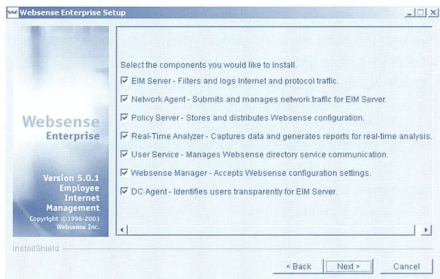 Websense Enterprise Setup
Select the components you would like to install.
EIM Server - Filters and logs Internet and protocol traffic.
Network Agent - Submits and manages network traffic for EIM Server.
Policy Server - Stores and distributes Websense configuration.
Real-Time Analyzer - Captures data and generates reports for real-time analysis.
User Service - Manages Websense directory service communication.
Websense Manager - Accepts Websense configuration settings.
DC Agent - Identifies users transparently for EIM Server.
Websense
Enterprise
Version 5.0.1
Employee
Internet
Management
Copyright ©1996-2003
Websense Inc.
InstallShield
< Back
Next >
Cancel